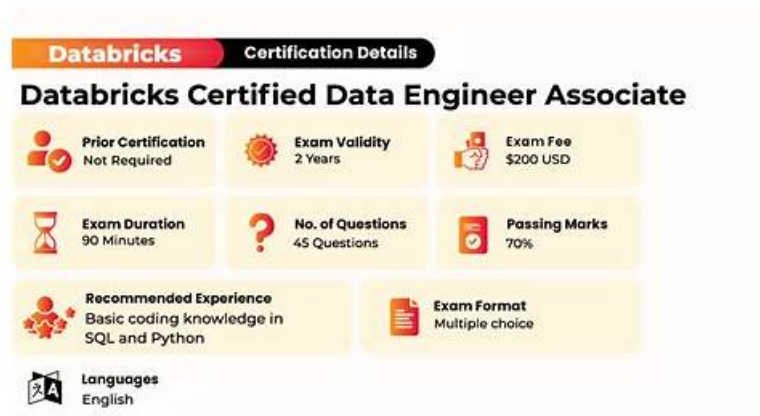 Databricks Certification Details
Databricks Certified Data Engineer Associate
Prior Certification
Not Required
Exam Validity
2 Years
Exam Fee
$200 USD
Exam Duration
90 Minutes
No. of Questions
45 Questions
Passing Marks
70%
Recommended Experience
Basic coding knowledge in
SQL and Python
Exam Format
Multiple choice
Languages
English